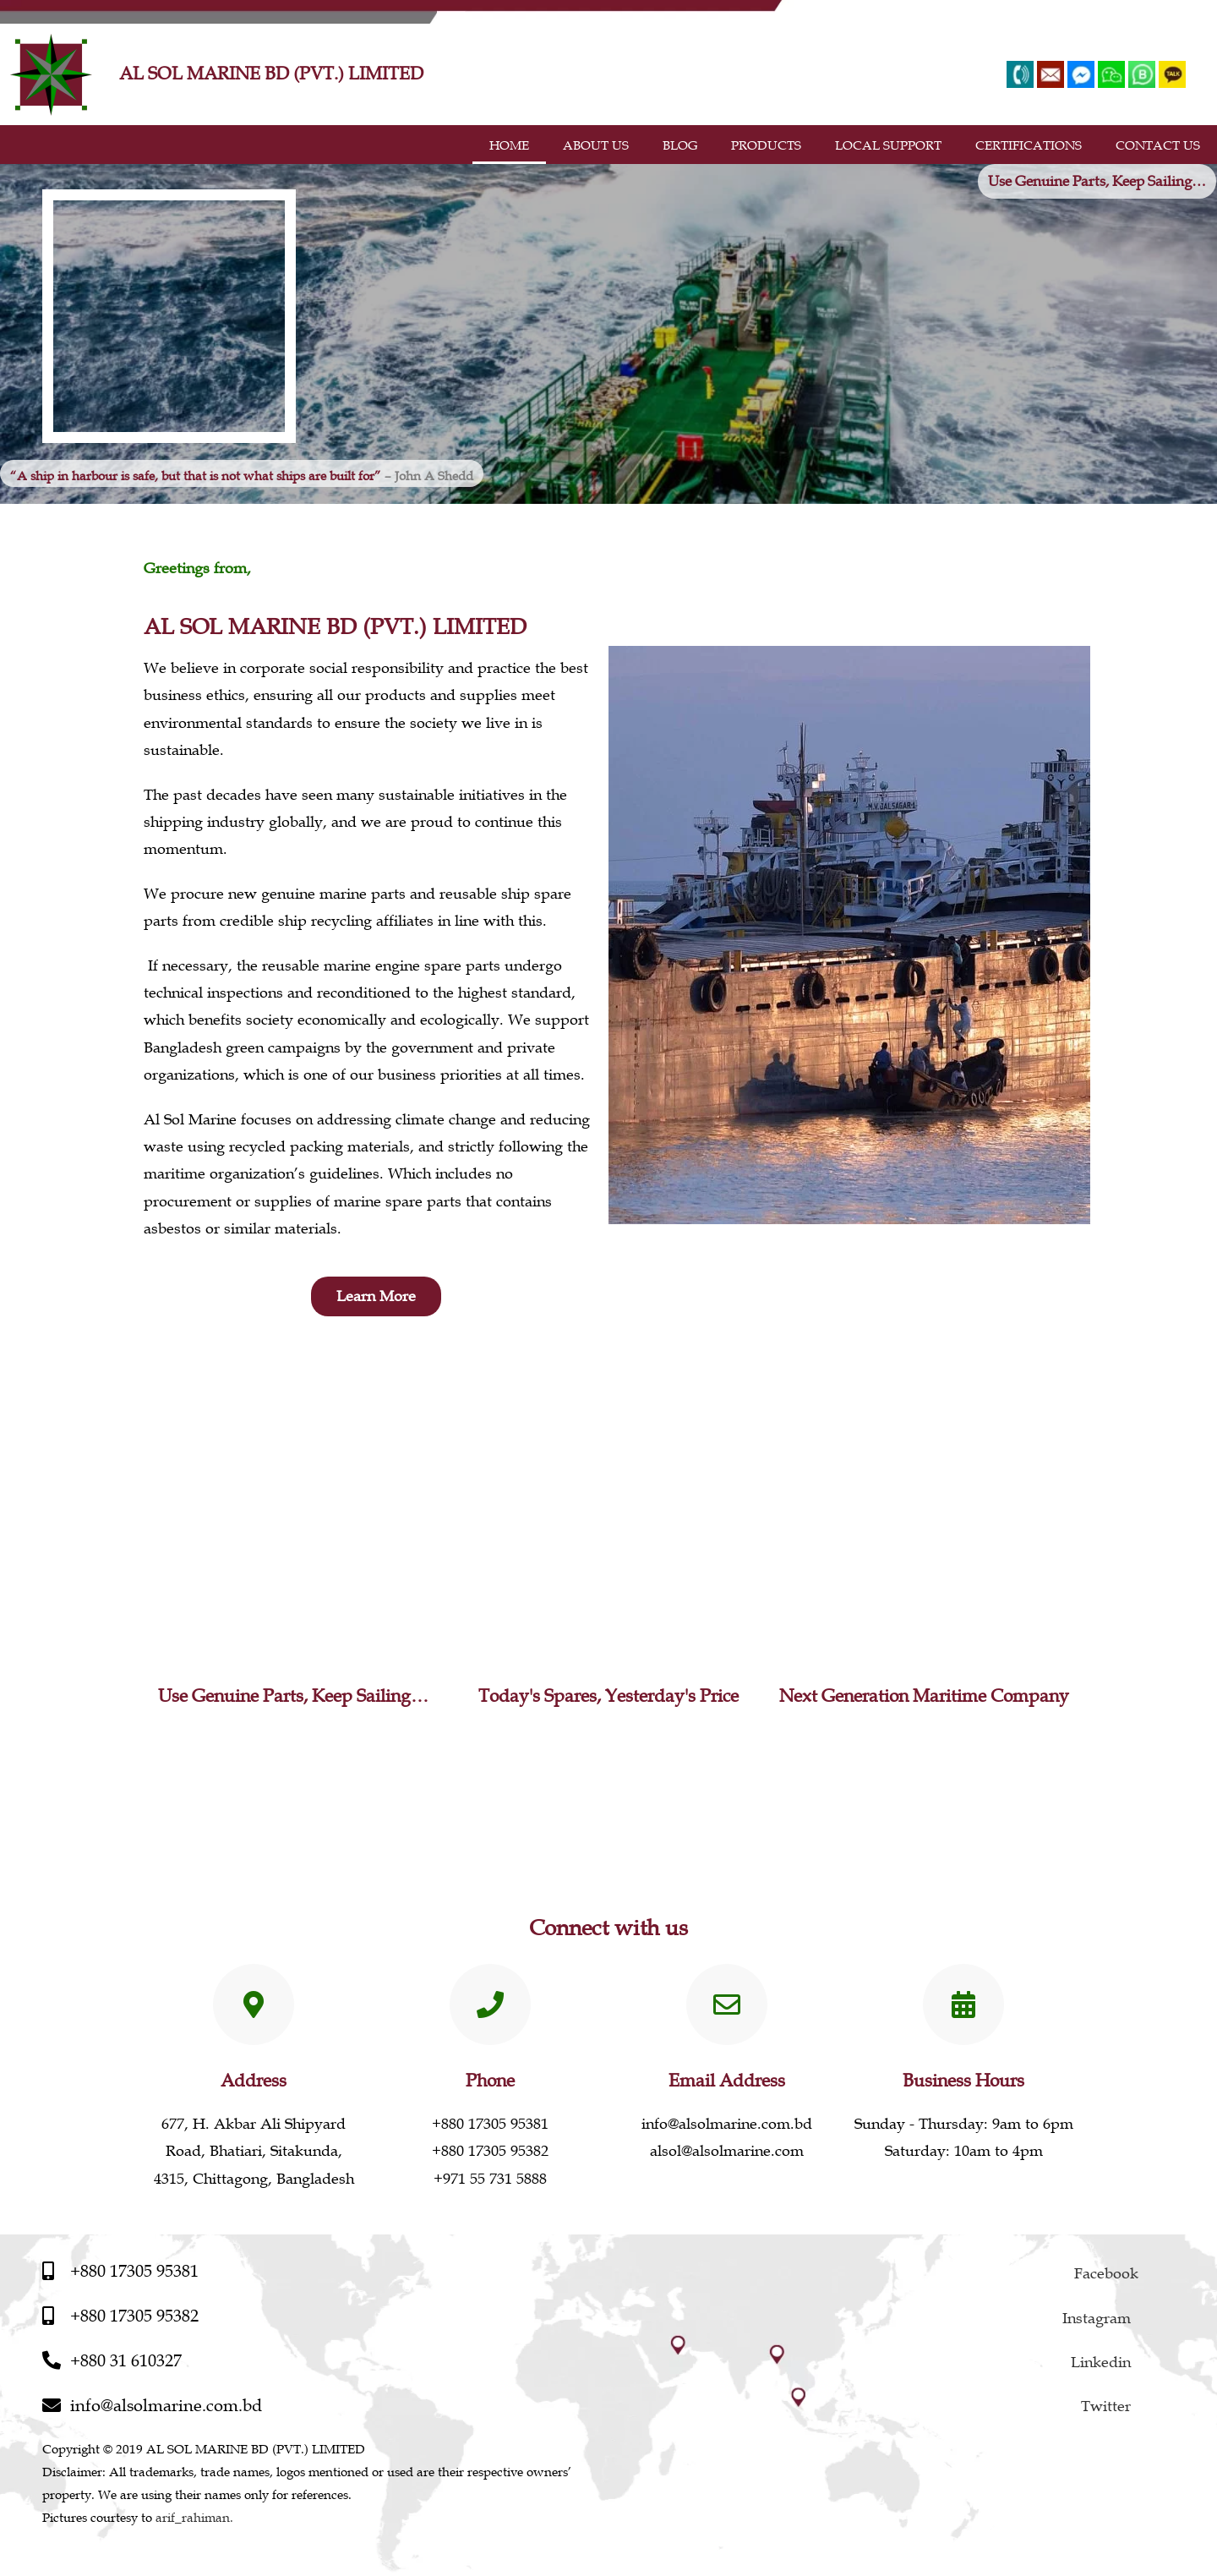 AL SOL MARINE BD (PVT.) LIMITED
HOME ABOUT US BLOG PRODUCTS LOCAL SUPPORT CERTIFICATIONS CONTACT US
Use Genuine Parts, Keep Sailing…
“A ship in harbour is safe, but that is not what ships are built for” – John A Shedd
Greetings from,
AL SOL MARINE BD (PVT.) LIMITED
We believe in corporate social responsibility and practice the best
business ethics, ensuring all our products and supplies meet
environmental standards to ensure the society we live in is
sustainable.
The past decades have seen many sustainable initiatives in the
shipping industry globally, and we are proud to continue this
momentum.
We procure new genuine marine parts and reusable ship spare
parts from credible ship recycling affiliates in line with this.
If necessary, the reusable marine engine spare parts undergo
technical inspections and reconditioned to the highest standard,
which benefits society economically and ecologically. We support
Bangladesh green campaigns by the government and private
organizations, which is one of our business priorities at all times.
Al Sol Marine focuses on addressing climate change and reducing
waste using recycled packing materials, and strictly following the
maritime organization’s guidelines. Which includes no
procurement or supplies of marine spare parts that contains
asbestos or similar materials.
M.V. JALSAGAR-1
Learn More
Use Genuine Parts, Keep Sailing…
Today's Spares, Yesterday's Price
Next Generation Maritime Company
Connect with us
Address
677, H. Akbar Ali Shipyard
Road, Bhatiari, Sitakunda,
4315, Chittagong, Bangladesh
Phone
+880 17305 95381
+880 17305 95382
+971 55 731 5888
Email Address
info@alsolmarine.com.bd
alsol@alsolmarine.com
Business Hours
Sunday - Thursday: 9am to 6pm
Saturday: 10am to 4pm
+880 17305 95381
+880 17305 95382
+880 31 610327
info@alsolmarine.com.bd
Facebook
Instagram
Linkedin
Twitter
Copyright © 2019 AL SOL MARINE BD (PVT.) LIMITED
Disclaimer: All trademarks, trade names, logos mentioned or used are their respective owners’
property. We are using their names only for references.
Pictures courtesy to arif_rahiman.